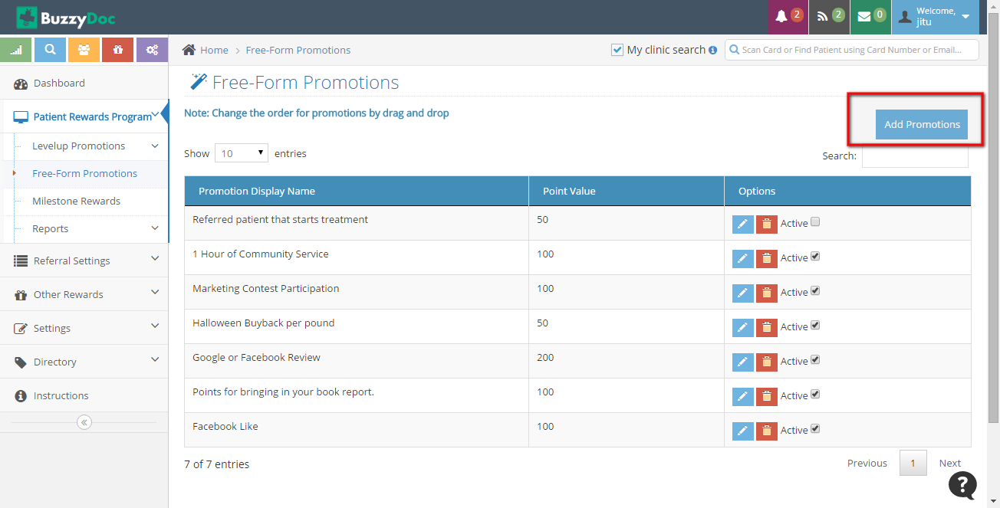 BuzzyDoc
2
2
0
Welcome,
jitu
Home
Free-Form Promotions
My clinic search
Scan Card or Find Patient using Card Number or Email...
Dashboard
Patient Rewards Program
Levelup Promotions
Free-Form Promotions
Milestone Rewards
Reports
Referral Settings
Other Rewards
Settings
Directory
Instructions
Free-Form Promotions
Note: Change the order for promotions by drag and drop
Add Promotions
Show 10 entries
Search:
Promotion Display Name Point Value Options
Referred patient that starts treatment 50 Active
1 Hour of Community Service 100 Active
Marketing Contest Participation 100 Active
Halloween Buyback per pound 50 Active
Google or Facebook Review 200 Active
Points for bringing in your book report. 100 Active
Facebook Like 100 Active
7 of 7 entries
Previous 1 Next
?